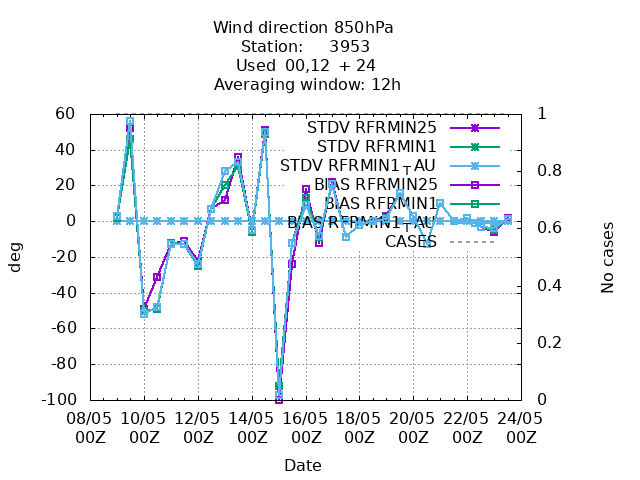 Wind direction 850hPa
Station: 3953
Used 00,12 + 24
Averaging window: 12h
60
40
20
0
-20
-40
-60
-80
-100
deg
1
0.8
0.6
0.4
0.2
0
No cases
STDV RFRMIN25
STDV RFRMIN1
STDV RFRMIN1_AU
BIAS RFRMIN25
BIAS RFRMIN1
BIAS RFRMIN1_AU
CASES
08/05 10/05 12/05 14/05 16/05 18/05 20/05 22/05 24/05
00Z 00Z 00Z 00Z 00Z 00Z 00Z 00Z 00Z
Date